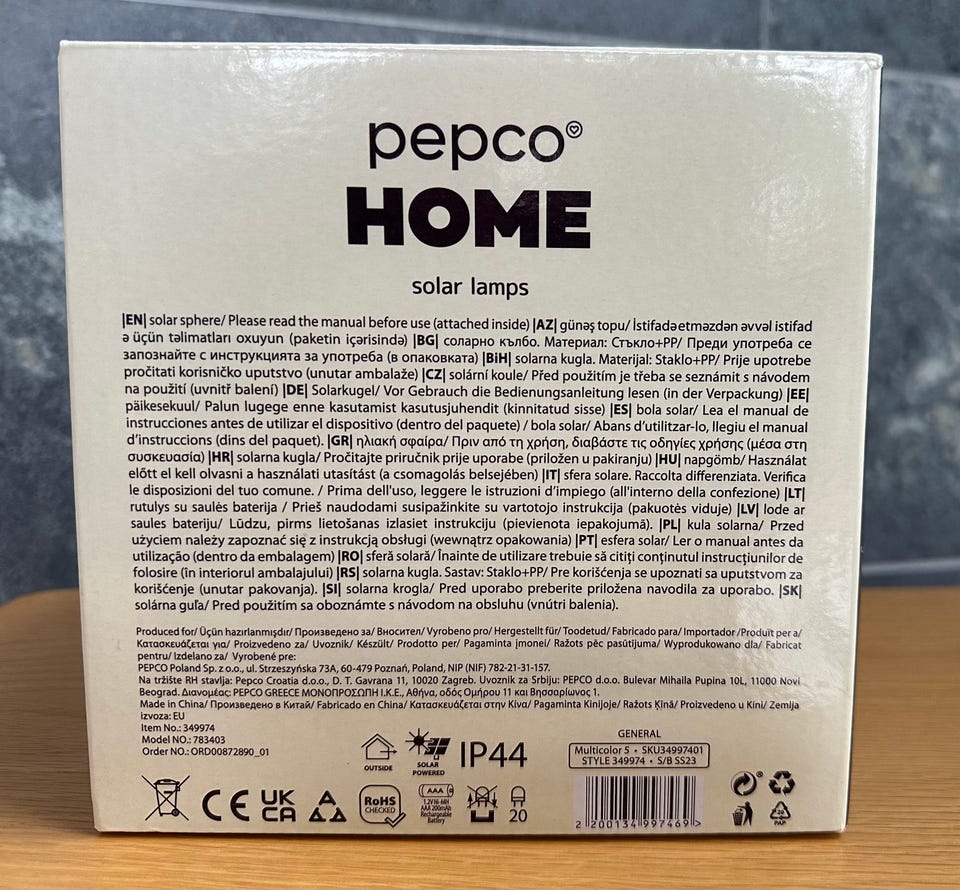 pepco
HOME
solar lamps
|EN| solar sphere/ Please read the manual before use (attached inside) |AZ| günəş topu/ İstifadə etməzdən əvvəl istifad
ə üçün təlimatları oxuyun (paketin içərisində) |BG| соларно кълбо. Материал: Стъкло+PP/ Преди употреба се
запознайте с инструкцията за употреба (в опаковката) |BiH| solarna kugla. Materijal: Staklo+PP/ Prije upotrebe
pročitati korisničko uputstvo (unutar ambalaže) |CZ| solární koule/ Před použitím je třeba se seznámit s návodem
na použití (uvnitř balení) |DE| Solarkugel/ Vor Gebrauch die Bedienungsanleitung lesen (in der Verpackung) |EE|
päikesekuul/ Palun lugege enne kasutamist kasutusjuhendit (kinnitatud sisse) |ES| bola solar/ Lea el manual de
instrucciones antes de utilizar el dispositivo (dentro del paquete) / bola solar/ Abans d'utilitzar-lo, llegiu el manual
d'instruccions (dins del paquet). |GR| ηλιακή σφαίρα/ Πριν από τη χρήση, διαβάστε τις οδηγίες χρήσης (μέσα στη
συσκευασία) |HR| solarna kugla/ Pročitajte priručnik prije uporabe (priložen u pakiranju) |HU| napgömb/ Használat
előtt el kell olvasni a használati utasítást (a csomagolás belsejében) |IT| sfera solare. Raccolta differenziata. Verifica
le disposizioni del tuo comune. / Prima dell'uso, leggere le istruzioni d'impiego (all'interno della confezione) |LT|
rutulys su saulės baterija / Prieš naudodami susipažinkite su vartotojo instrukcija (pakuotės viduje) |LV| lode ar
saules bateriju/ Lūdzu, pirms lietošanas izlasiet instrukciju (pievienota iepakojumā). |PL| kula solarna/ Przed
użyciem należy zapoznać się z instrukcją obsługi (wewnątrz opakowania) |PT| esfera solar/ Ler o manual antes da
utilização (dentro da embalagem) |RO| sferă solară/ Înainte de utilizare trebuie să citiți conținutul instrucțiunilor de
folosire (în interiorul ambalajului) |RS| solarna kugla. Sastav: Staklo+PP/ Pre korišćenja se upoznati sa uputstvom za
korišćenje (unutar pakovanja). |SI| solarna krogla/ Pred uporabo preberite priložena navodila za uporabo. |SK|
solárna guľa/ Pred použitím sa oboznámte s návodom na obsluhu (vnútri balenia).
Produced for/ Üçün hazırlanmışdır/ Произведено за/ Вносител/ Vyrobeno pro/ Hergestellt für/ Toodetud/ Fabricado para/ Importador /Produït per a/
Κατασκευάζεται για/ Proizvedeno za/ Uvoznik/ Készült/ Prodotto per/ Pagaminta įmonei/ Ražots pēc pasūtījuma/ Wyprodukowano dla/ Fabricat
pentru/ Izdelano za/ Vyrobené pre:
PEPCO Poland Sp. z o.o., ul. Strzeszyńska 73A, 60-479 Poznań, Poland, NIP (NIF) 782-21-31-157.
Na tržište RH stavlja: Pepco Croatia d.o.o., D. T. Gavrana 11, 10020 Zagreb. Uvoznik za Srbiju: PEPCO d.o.o. Bulevar Mihaila Pupina 10L, 11000 Novi
Beograd. Διανομέας: PEPCO GREECE ΜΟΝΟΠΡΟΣΩΠΗ Ι.Κ.Ε., Αθήνα, οδός Ομήρου 11 και Βησσαρίωνος 1.
Made in China/ Произведено в Китай/ Fabricado en China/ Κατασκευάζεται στην Κίνα/ Pagaminta Kinijoje/ Ražots Ķīnā/ Proizvedeno u Kini/ Zemlja
izvoza: EU
Item No.: 349974
Model NO.: 783403
Order NO.: ORD00872890_01
OUTSIDE
SOLAR
POWERED
IP44
GENERAL
Multicolor 5 • SKU34997401
STYLE 349974 • S/B SS23
CE
UK
CA
RoHS
CHECKED
AAA
1.2V Ni-MH
AAA 200mAh
Rechargeable
Battery
20
2 200134 997469 >
20
PAP